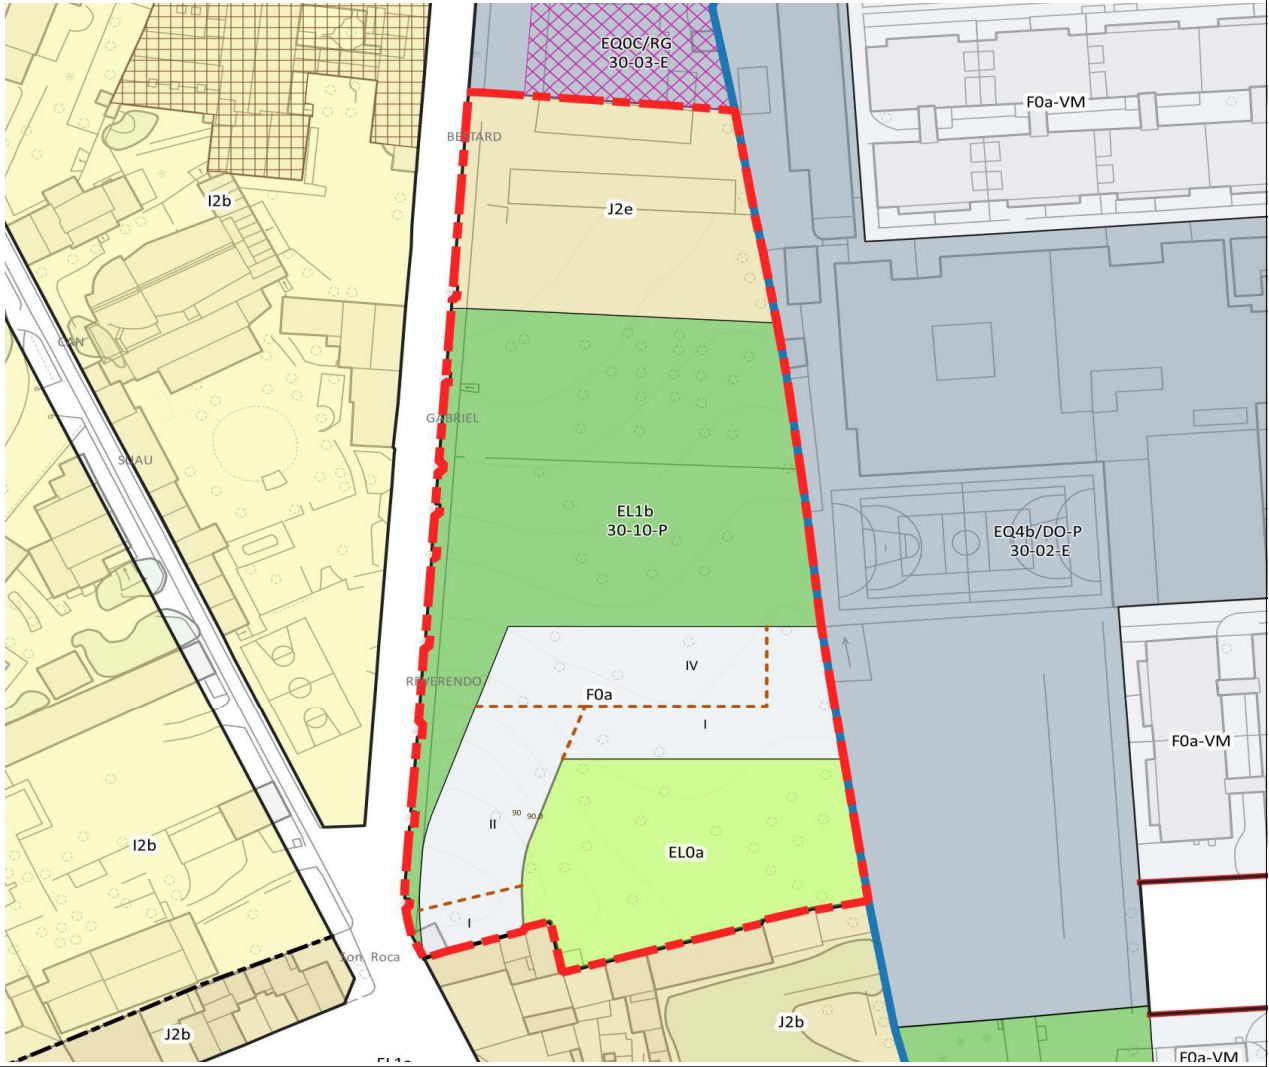 EQ0C/RG
30-03-E
F0a-VM
BESTARD
I2b
J2e
CAN
GABRIEL
SUAU
EL1b
30-10-P
EQ4b/DO-P
30-02-E
IV
REVERENDO
F0a
I
F0a-VM
90
90.0
II
I2b
EL0a
I
Son Roca
J2b
J2b
F0a-VM